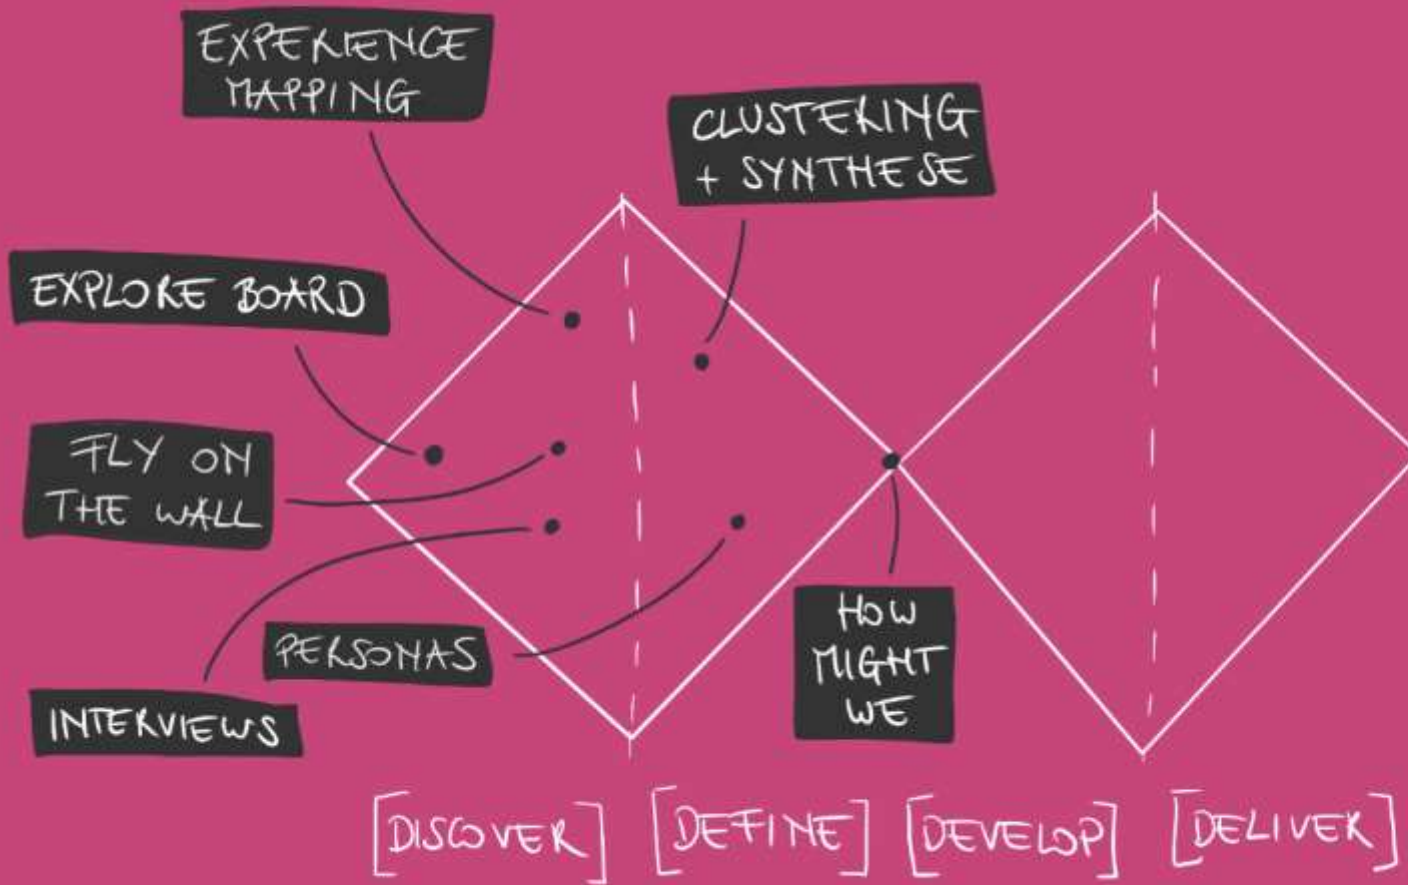 EXPERIENCE
MAPPING
CLUSTERING
+ SYNTHESE
EXPLORE BOARD
FLY ON
THE WALL
PERSONAS
INTERVIEWS
HOW
MIGHT
WE
[DISCOVER] [DEFINE] [DEVELOP] [DELIVER]